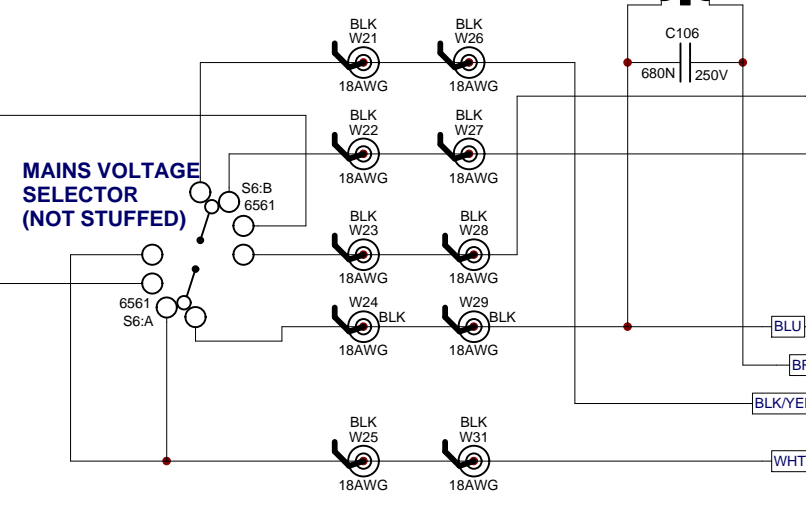 BLK
W21
18AWG
BLK
W26
18AWG
C106
680N
250V
BLK
W22
18AWG
BLK
W27
18AWG
MAINS VOLTAGE
SELECTOR
(NOT STUFFED)
S6:B
6561
BLK
W23
18AWG
BLK
W28
18AWG
6561
S6:A
W24
BLK
18AWG
W29
BLK
18AWG
BLU
BLK
W25
18AWG
BLK
W31
18AWG
WHT